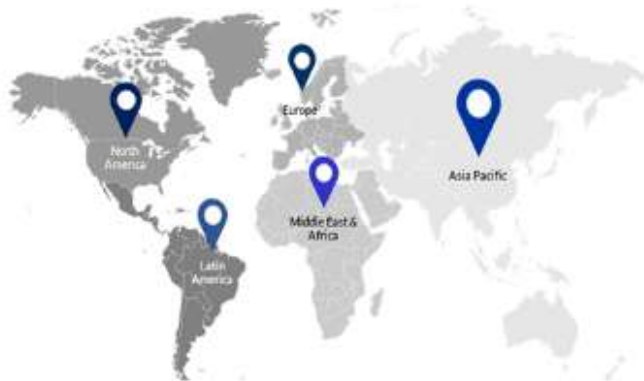 Europe
North
America
Asia Pacific
Middle East &
Africa
Latin
America